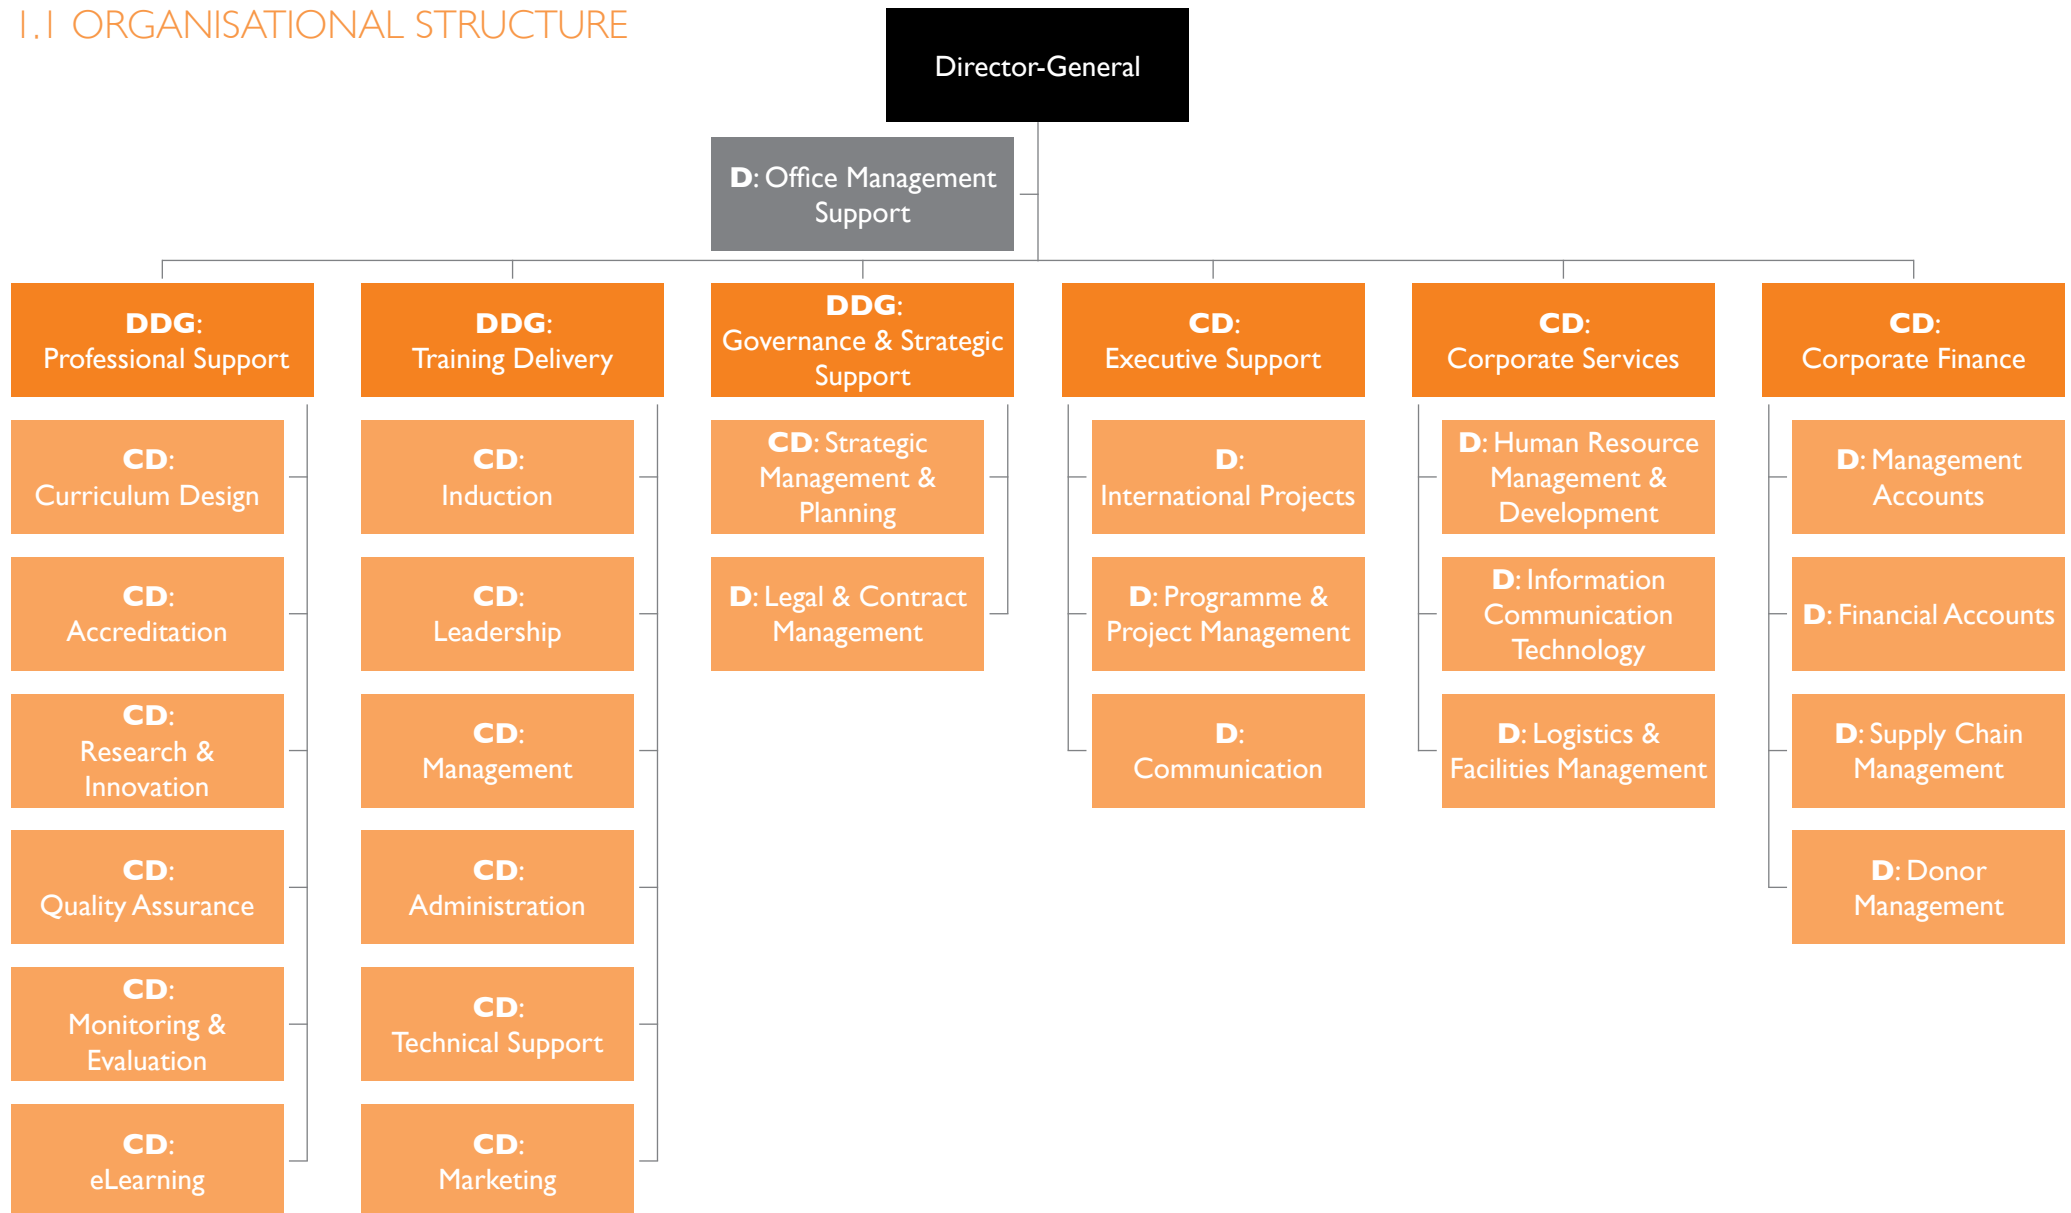 1.1 ORGANISATIONAL STRUCTURE
Director-General
D: Office Management
Support
DDG:
Professional Support
CD:
Curriculum Design
CD:
Accreditation
CD:
Research &
Innovation
CD:
Quality Assurance
CD:
Monitoring &
Evaluation
CD:
eLearning
DDG:
Training Delivery
CD:
Induction
CD:
Leadership
CD:
Management
CD:
Administration
CD:
Technical Support
CD:
Marketing
DDG:
Governance & Strategic
Support
CD: Strategic
Management &
Planning
D: Legal & Contract
Management
CD:
Executive Support
D:
International Projects
D: Programme &
Project Management
D:
Communication
CD:
Corporate Services
D: Human Resource
Management &
Development
D: Information
Communication
Technology
D: Logistics &
Facilities Management
CD:
Corporate Finance
D: Management
Accounts
D: Financial Accounts
D: Supply Chain
Management
D: Donor
Management